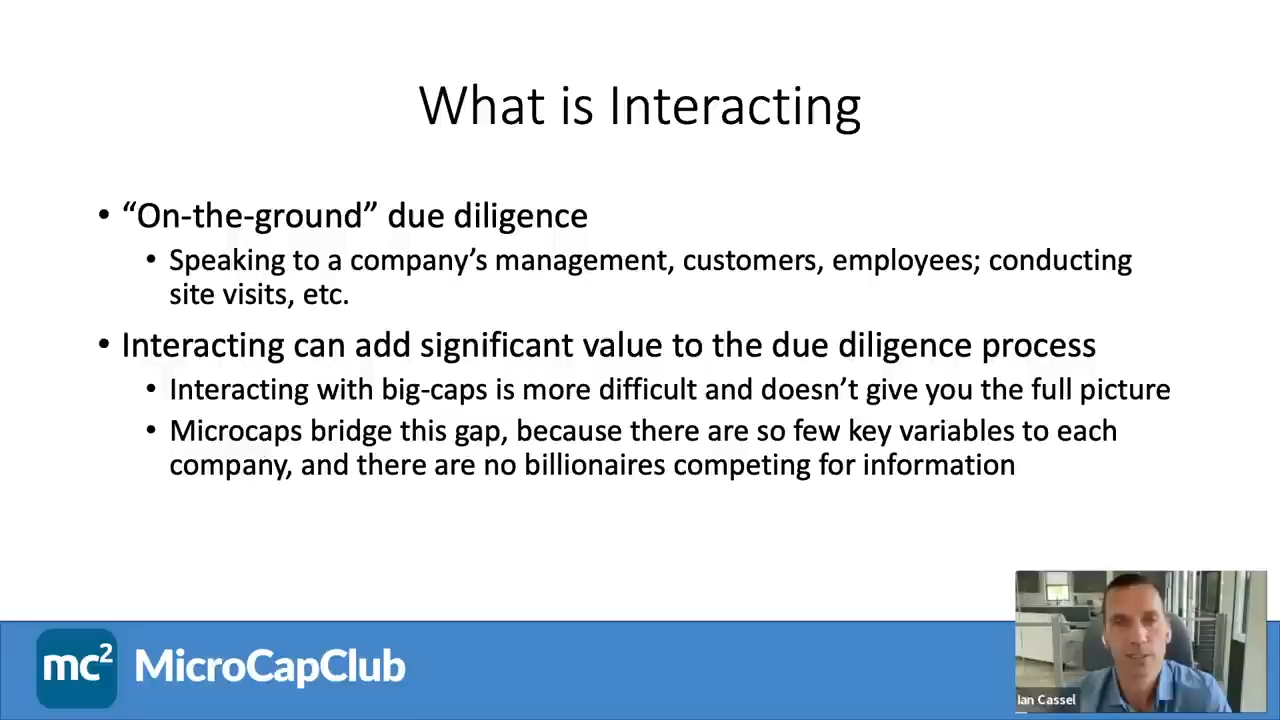 What is Interacting
• “On-the-ground” due diligence
• Speaking to a company’s management, customers, employees; conducting
site visits, etc.
• Interacting can add significant value to the due diligence process
• Interacting with big-caps is more difficult and doesn’t give you the full picture
• Microcaps bridge this gap, because there are so few key variables to each
company, and there are no billionaires competing for information
mc² MicroCapClub
Ian Cassel